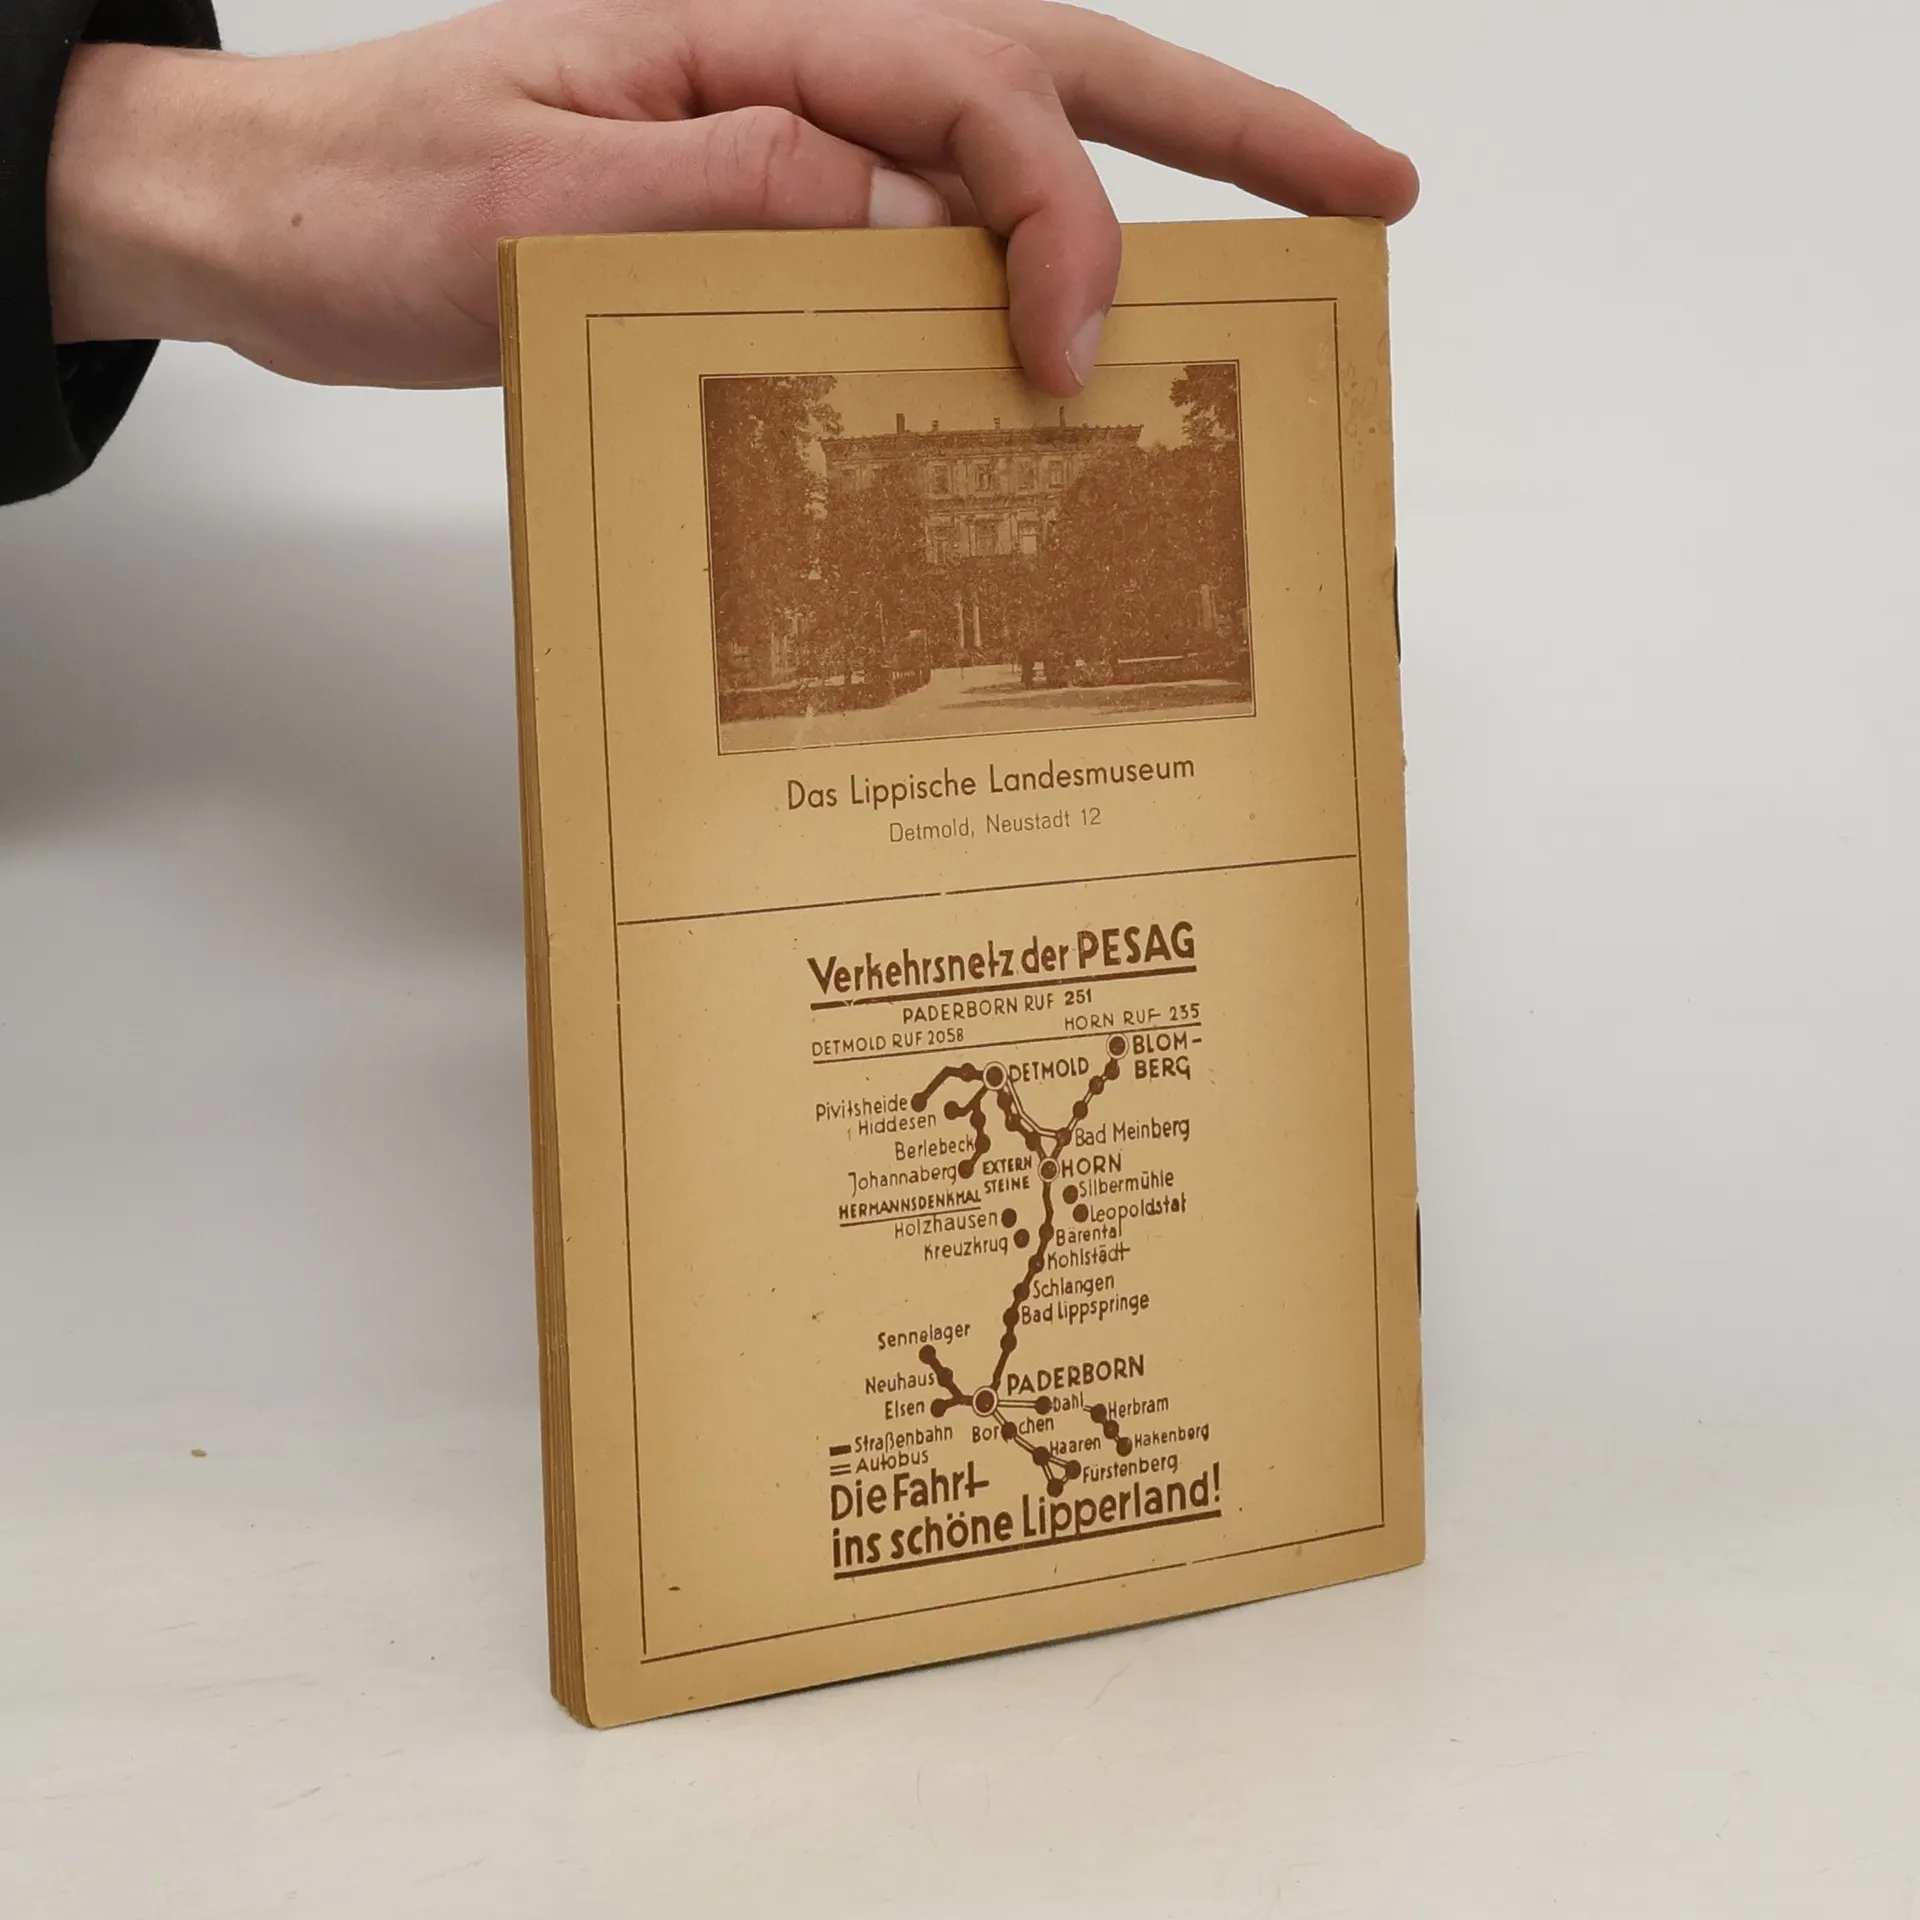 Das Lippische Landesmuseum
Detmold, Neustadt 12
Verkehrsnetz der PESAG
PADERBORN RUF 251
DETMOLD RUF 2058
HORN RUF 235
BLOM-
BERG
DETMOLD
Pivitsheide
Hiddesen
Berlebeck
Johannaberg
HERMANNSDENKMAL
EXTERN
STEINE
Bad Meinberg
HORN
Silbermühle
Leopoldstat
Holzhausen
Kreuzkrug
Bärental
Kohlstädt
Schlangen
Bad Lippspringe
Sennelager
Neuhaus
Elsen
PADERBORN
Dahl
Herbram
Borchen
Haaren
Hakenberg
Fürstenberg
Straßenbahn
Autobus
Die Fahrt
ins schöne Lipperland!